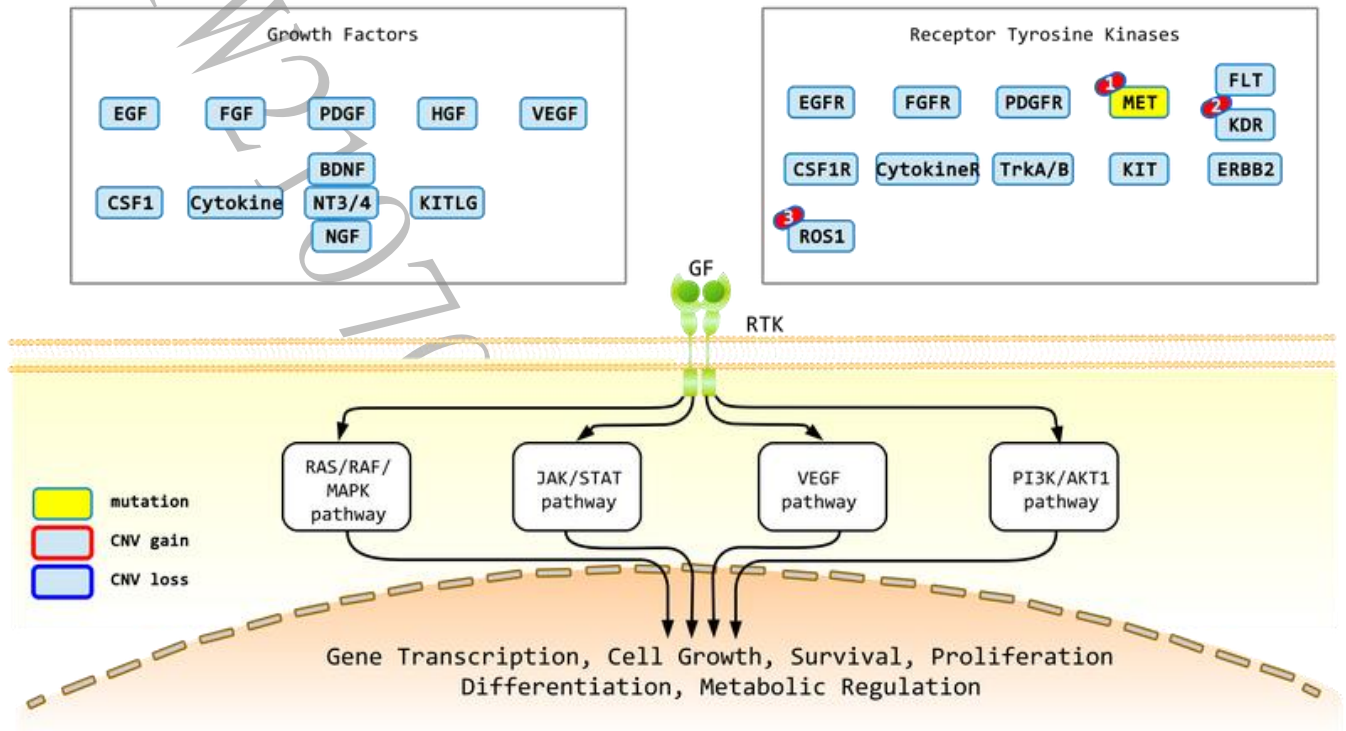 Growth Factors
EGF
FGF
PDGF
HGF
VEGF
BDNF
CSF1
Cytokine
NT3/4
KITLG
NGF
Receptor Tyrosine Kinases
FLT
1
EGFR
FGFR
PDGFR
MET
2
KDR
CSF1R
CytokineR
TrkA/B
KIT
ERBB2
3
ROS1
GF
RTK
RAS/RAF/
MAPK
pathway
JAK/STAT
pathway
VEGF
pathway
PI3K/AKT1
pathway
mutation
CNV gain
CNV loss
Gene Transcription, Cell Growth, Survival, Proliferation
Differentiation, Metabolic Regulation